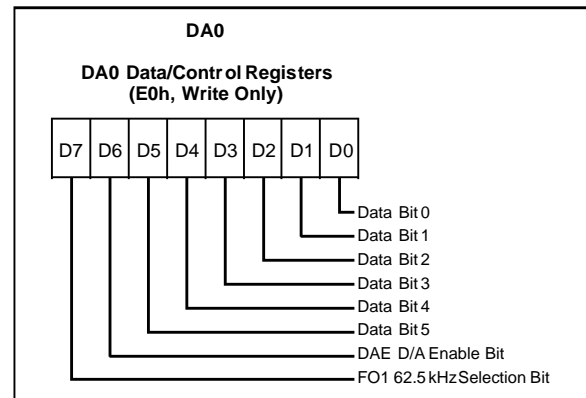 DA0
DA0 Data/Control Registers
(E0h, Write Only)
D7 D6 D5 D4 D3 D2 D1 D0
Data Bit 0
Data Bit 1
Data Bit 2
Data Bit 3
Data Bit 4
Data Bit 5
DAE D/A Enable Bit
FO1 62.5 kHz Selection Bit